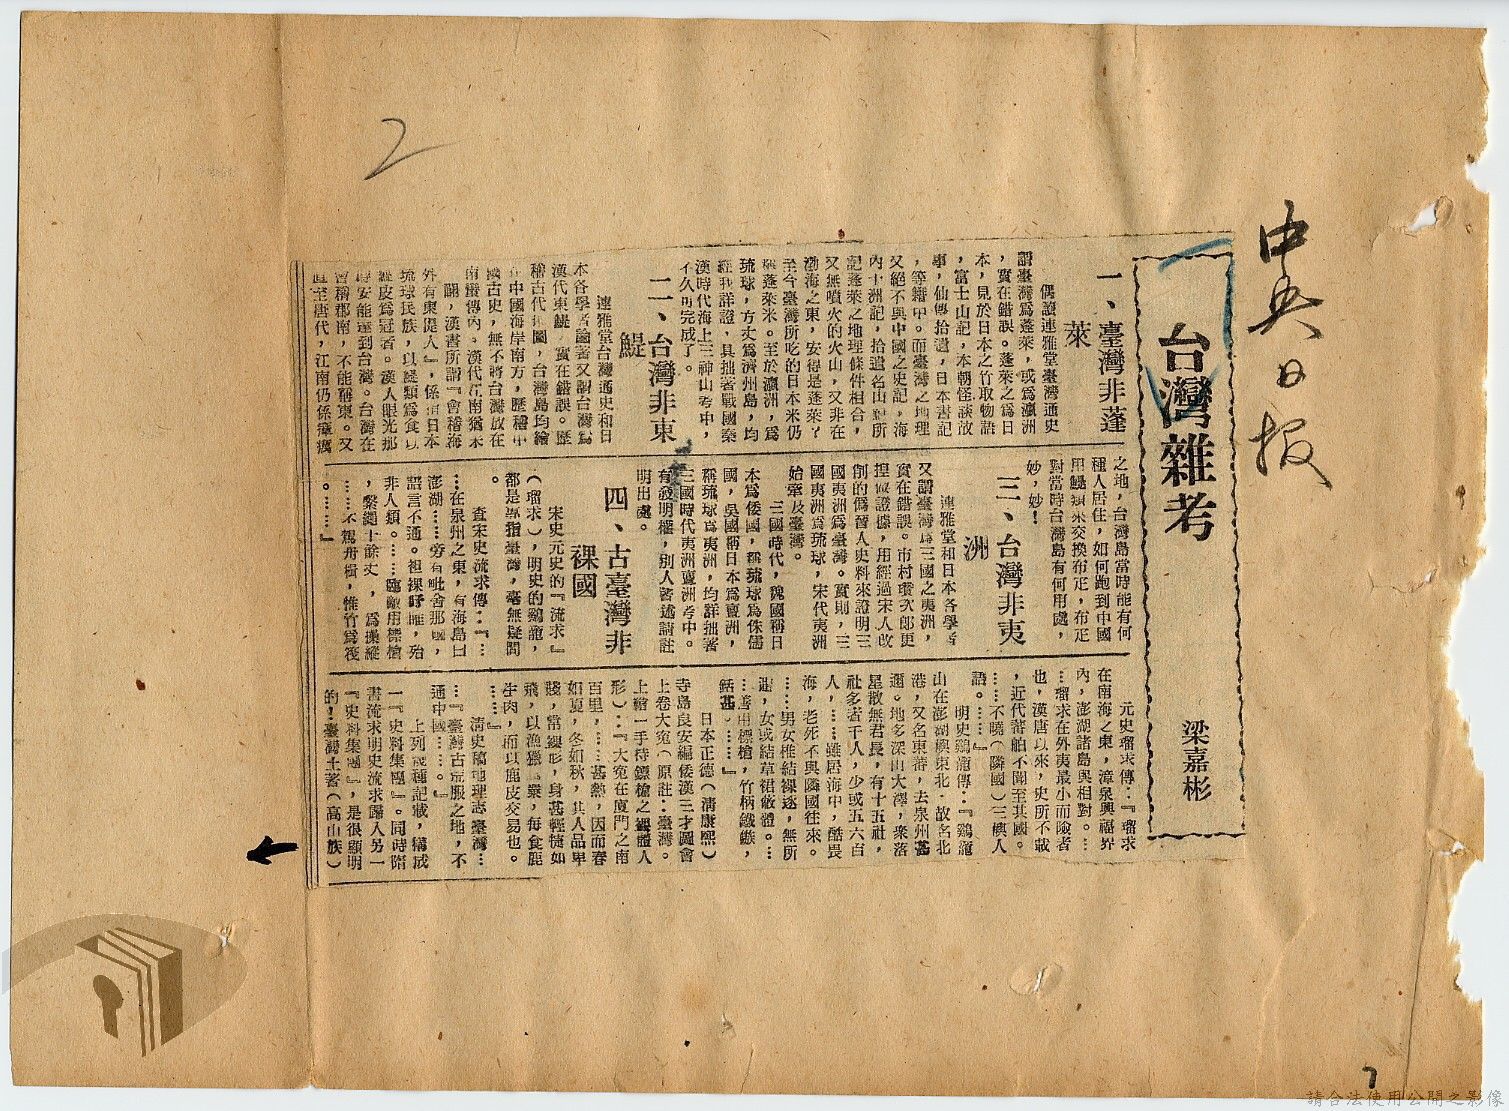 中央日报
2
台灣雜考
梁嘉彬
一、臺灣非蓬
萊
偶讀連雅堂臺灣通史
謂臺灣爲蓬萊，或爲瀛洲
，實在錯誤。蓬萊之爲日
本，見於日本之竹取物語
，富士山記，本朝怪談故
事，仙傳拾遺，日本書記
，等籍中。而臺灣之地理
又絕不與中國之史記，海
內十洲記，拾遺名山記所
記蓬萊之地理條件相合，
又無噴火的火山，又非在
渤海之東，安得是蓬萊？
至今臺灣所吃的日本米仍
稱蓬萊米。至於瀛洲，爲
琉球，方丈爲濟州島，均
經我詳證，具拙著戰國秦
漢時代海上三神山考中，
不久可完成了。
二、台灣非東
鯷
連雅堂台灣通史和日
本各學者論著又謂台灣爲
漢代東鯷，實在錯誤。歷
稽古代地圖，台灣島均繪
在中國海岸南方，歷稽中
國古史，無不將台灣放在
南蠻傳內。漢代江南猶未
闢，漢書所謂『會稽海
外有東鯷人』，係指日本
琉球民族，以鯷類爲食以
鯷皮爲冠者。漢人眼光那
時安能達到台灣。台灣在
會稽郡南，不能稱東。又
直至唐代，江南仍係瘴癘
之地，台灣島當時能有何
種人居住，如何跑到中國
用鯷類來交換布疋，布疋
對當時台灣島有何用處，
妙，妙！
三、台灣非夷
洲
連雅堂和日本各學者
又謂臺灣爲三國之夷洲，
實在錯誤。市村瓚次郎更
捏做證據，用經過宋人改
創的僞晉人史料來證明三
國夷洲爲臺灣。實則，三
國夷洲爲琉球，宋代夷洲
始牽及臺灣。
三國時代，魏國稱日
本爲倭國，稱琉球爲侏儒
國，吳國稱日本爲亶洲，
稱琉球爲夷洲，均詳拙著
三國時代夷洲亶洲考中。
有發明權，別人著述請註
明出處。
四、古臺灣非
裸國
宋史元史的『流求』
（瑠求），明史的鷄籠，
都是專指臺灣，毫無疑問
。
查宋史流求傳：『…
…在泉州之東，有海島曰
澎湖……旁有毗舍那國，
語言不通。袒裸盱睢，殆
非人類。……臨敵用標槍
，繫繩十餘丈，爲操縱
……不駕舟楫，惟竹爲筏
。……』
元史瑠求傳：『瑠求
在南海之東，漳泉興福界
內，澎湖諸島與相對。…
…瑠求在外夷最小而險者
也，漢唐以來，史所不載
，近代蕃舶不聞至其國。
……不曉（隣國）三嶼人
語。……』
明史鷄籠傳：『鷄籠
山在澎湖嶼東北，故名北
港，又名東蕃，去泉州甚
邇。地多深山大澤，衆落
星散無君長，有十五社，
社多者千人，少或五六百
人，……雖居海中，酷畏
海，老死不與隣國往來。
……男女椎結裸逐，無所
避，女或結草裙蔽體。…
…善用標槍，竹柄鐵鏃，
銛甚。……』
日本正德（清康熙）
寺島良安編倭漢三才圖會
上卷大寃（原註：臺灣。
上繪一手持鏢槍之裸體人
形）：『大寃在廈門之南
百里，……甚熱，因而春
如夏，冬如秋，其人品卑
賤，常裸形，身甚輕捷如
飛，以漁獵爲業，每食鹿
生肉，而以鹿皮交易也。
……』
清史稿地理志臺灣…
…『臺灣古荒服之地，不
通中國……。』
上列幾種記載，構成
一『史料集團』。同時隋
書流求明史流求歸入另一
『史料集團』，是很顯明
的！臺灣土著（高山族）
7
請合法使用公開之影像